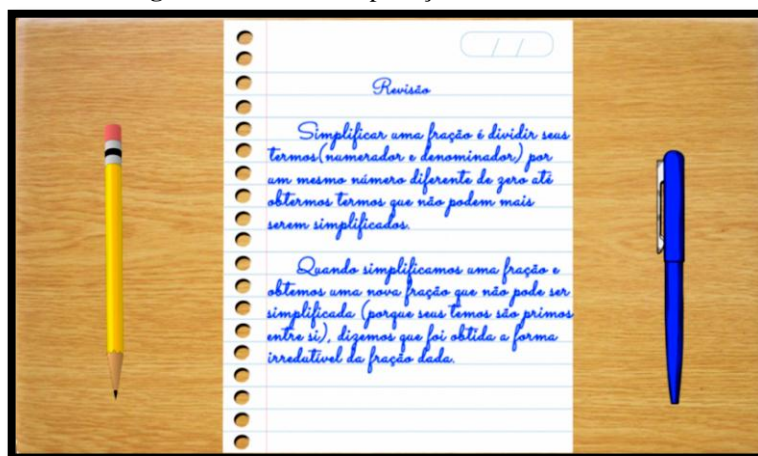 / /
Revisão
Simplificar uma fração é dividir seus
termos(numerador e denominador) por
um mesmo número diferente de zero até
obtermos termos que não podem mais
serem simplificados.
Quando simplificamos uma fração e
obtemos uma nova fração que não pode ser
simplificada (porque seus temos são primos
entre si), dizemos que foi obtida a forma
irredutível da fração dada.